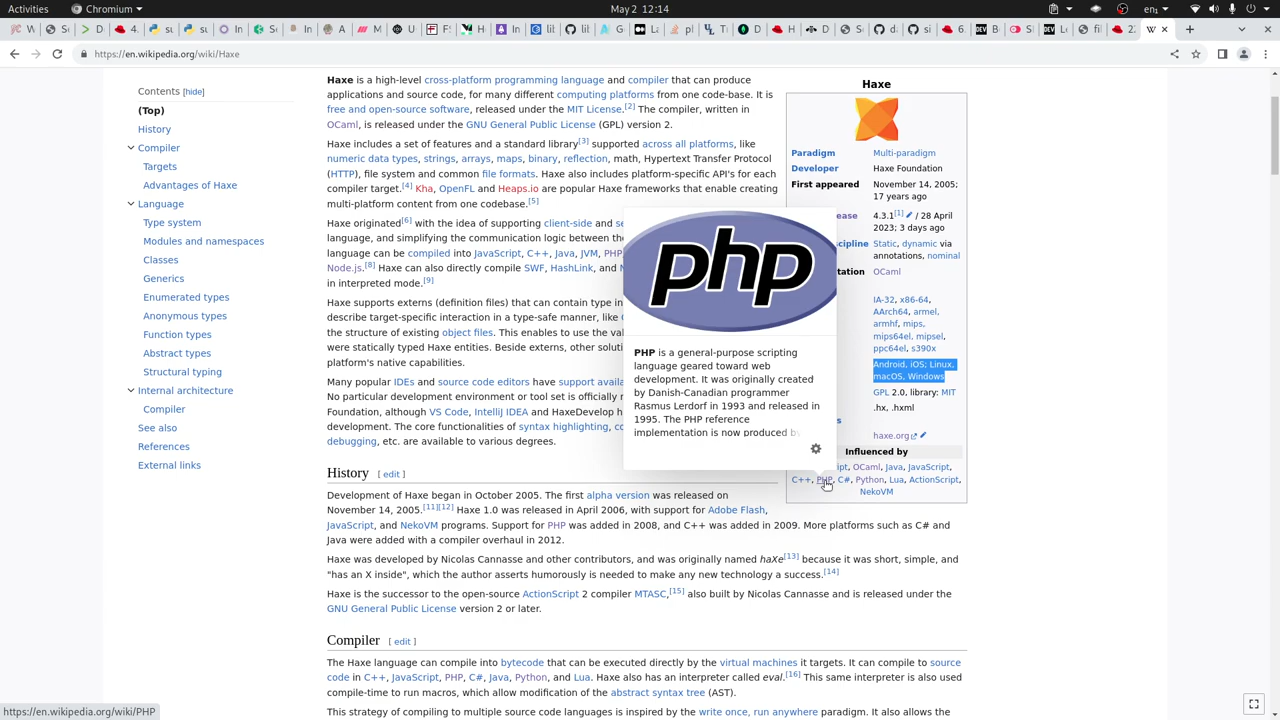 Activities
Chromium
May 2 12:14
https://en.wikipedia.org/wiki/Haxe
Contents [hide]
(Top)
History
Compiler
Targets
Advantages of Haxe
Language
Type system
Modules and namespaces
Classes
Generics
Enumerated types
Anonymous types
Function types
Abstract types
Structural typing
Internal architecture
Compiler
See also
References
External links
Haxe is a high-level cross-platform programming language and compiler that can produce
applications and source code, for many different computing platforms from one code-base. It is
free and open-source software, released under the MIT License.[2] The compiler, written in
OCaml, is released under the GNU General Public License (GPL) version 2.
Haxe includes a set of features and a standard library[3] supported across all platforms, like
numeric data types, strings, arrays, maps, binary, reflection, math, Hypertext Transfer Protocol
(HTTP), file system and common file formats. Haxe also includes platform-specific API's for each
compiler target.[4] Kha, OpenFL and Heaps.io are popular Haxe frameworks that enable creating
multi-platform content from one codebase.[5]
Haxe originated[6] with the idea of supporting client-side and se
language, and simplifying the communication logic between the
language can be compiled into JavaScript, C++, Java, JVM, PHP
Node.js.[8] Haxe can also directly compile SWF, HashLink, and N
in interpreted mode.[9]
Haxe supports externs (definition files) that can contain type in
describe target-specific interaction in a type-safe manner, like C
the structure of existing object files. This enables to use the val
were statically typed Haxe entities. Beside externs, other soluti
platform's native capabilities.
Many popular IDEs and source code editors have support availa
No particular development environment or tool set is officially r
Foundation, although VS Code, IntelliJ IDEA and HaxeDevelop h
development. The core functionalities of syntax highlighting, co
debugging, etc. are available to various degrees.
History [ edit ]
Development of Haxe began in October 2005. The first alpha version was released on
November 14, 2005.[11][12] Haxe 1.0 was released in April 2006, with support for Adobe Flash,
JavaScript, and NekoVM programs. Support for PHP was added in 2008, and C++ was added in 2009. More platforms such as C# and
Java were added with a compiler overhaul in 2012.
Haxe was developed by Nicolas Cannasse and other contributors, and was originally named haXe[13] because it was short, simple, and
"has an X inside", which the author asserts humorously is needed to make any new technology a success.[14]
Haxe is the successor to the open-source ActionScript 2 compiler MTASC,[15] also built by Nicolas Cannasse and is released under the
GNU General Public License version 2 or later.
Compiler [ edit ]
The Haxe language can compile into bytecode that can be executed directly by the virtual machines it targets. It can compile to source
code in C++, JavaScript, PHP, C#, Java, Python, and Lua. Haxe also has an interpreter called eval.[16] This same interpreter is also used
compile-time to run macros, which allow modification of the abstract syntax tree (AST).
This strategy of compiling to multiple source code languages is inspired by the write once, run anywhere paradigm. It also allows the
php
PHP is a general-purpose scripting
language geared toward web
development. It was originally created
by Danish-Canadian programmer
Rasmus Lerdorf in 1993 and released in
1995. The PHP reference
implementation is now produced by
Haxe
Paradigm Multi-paradigm
Developer Haxe Foundation
First appeared November 14, 2005;
17 years ago
ease 4.3.1[1] / 28 April
2023; 3 days ago
scipline Static, dynamic via
annotations, nominal
tation OCaml
IA-32, x86-64,
AArch64, armel,
armhf, mips,
mips64el, mipsel,
ppc64el, s390x
Android, iOS; Linux,
macOS, Windows
GPL 2.0, library: MIT
.hx, .hxml
s
haxe.org
Influenced by
ipt, OCaml, Java, JavaScript,
C++, PHP, C#, Python, Lua, ActionScript,
NekoVM
https://en.wikipedia.org/wiki/PHP